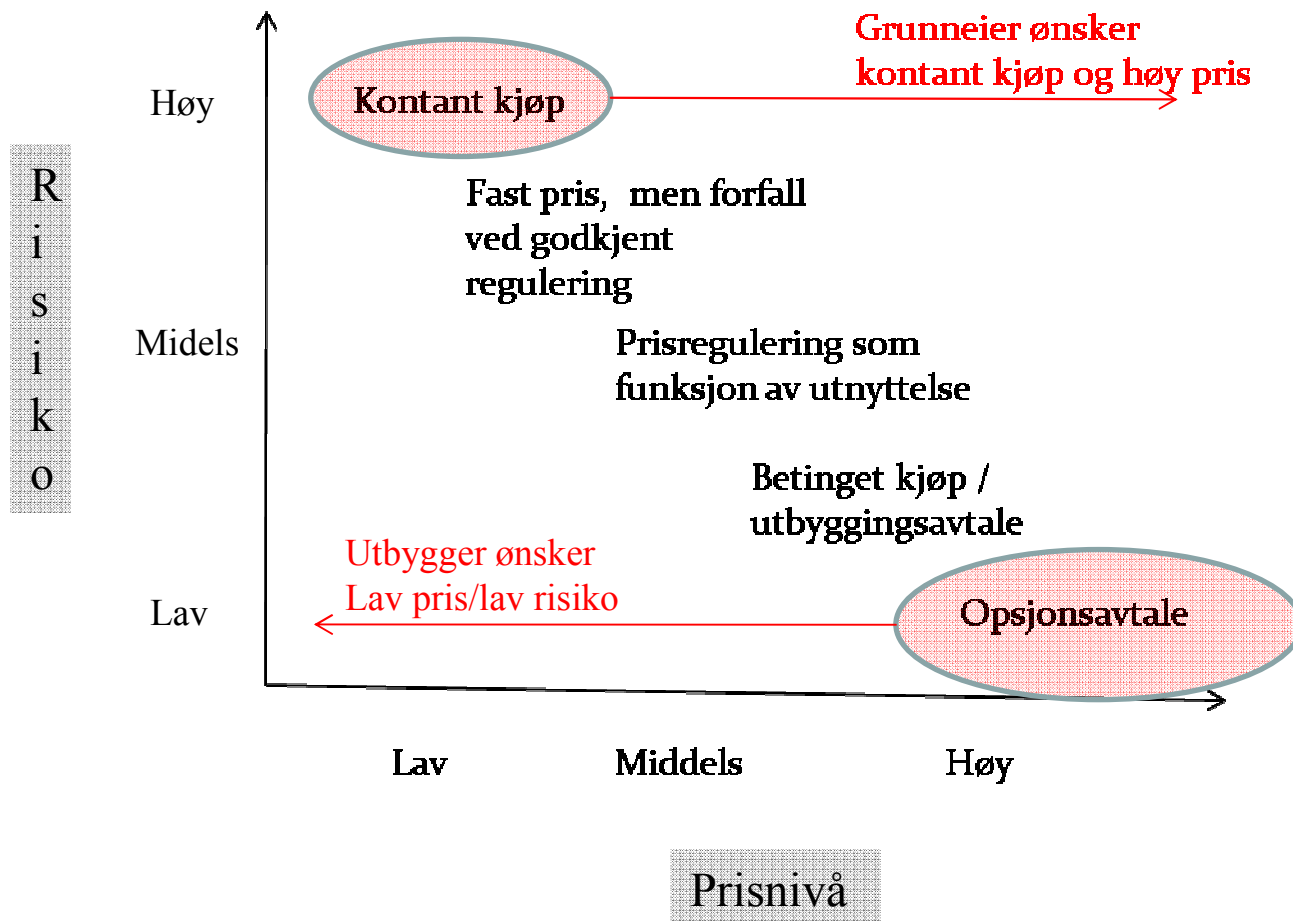 Grunneier ønsker
kontant kjøp og høy pris
Høy
Kontant kjøp
Risiko
Fast pris, men forfall
ved godkjent
regulering
Midels
Prisregulering som
funksjon av utnyttelse
Betinget kjøp /
utbyggingsavtale
Utbygger ønsker
Lav pris/lav risiko
Lav
Opsjonsavtale
Lav
Middels
Høy
Prisnivå